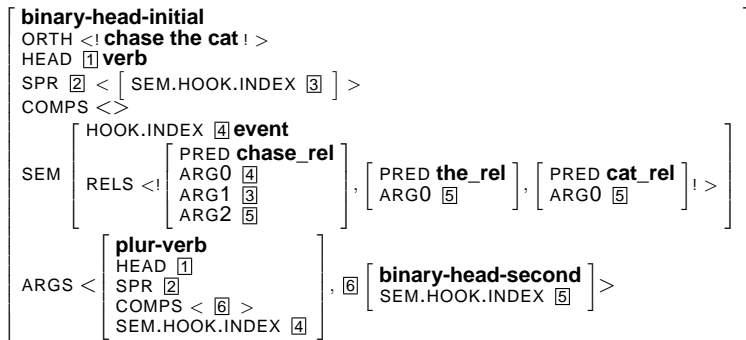 binary-head-initial
ORTH <! chase the cat ! >
HEAD 1 verb
SPR 2 < [ SEM.HOOK.INDEX 3 ] >
COMPS <>
SEM [ HOOK.INDEX 4 event
RELS <! [ PRED chase_rel ARG0 4 ARG1 3 ARG2 5 ] , [ PRED the_rel ARG0 5 ] , [ PRED cat_rel ARG0 5 ] ! > ]
ARGS < [ plur-verb HEAD 1 SPR 2 COMPS < 6 > SEM.HOOK.INDEX 4 ] , 6 [ binary-head-second SEM.HOOK.INDEX 5 ] >